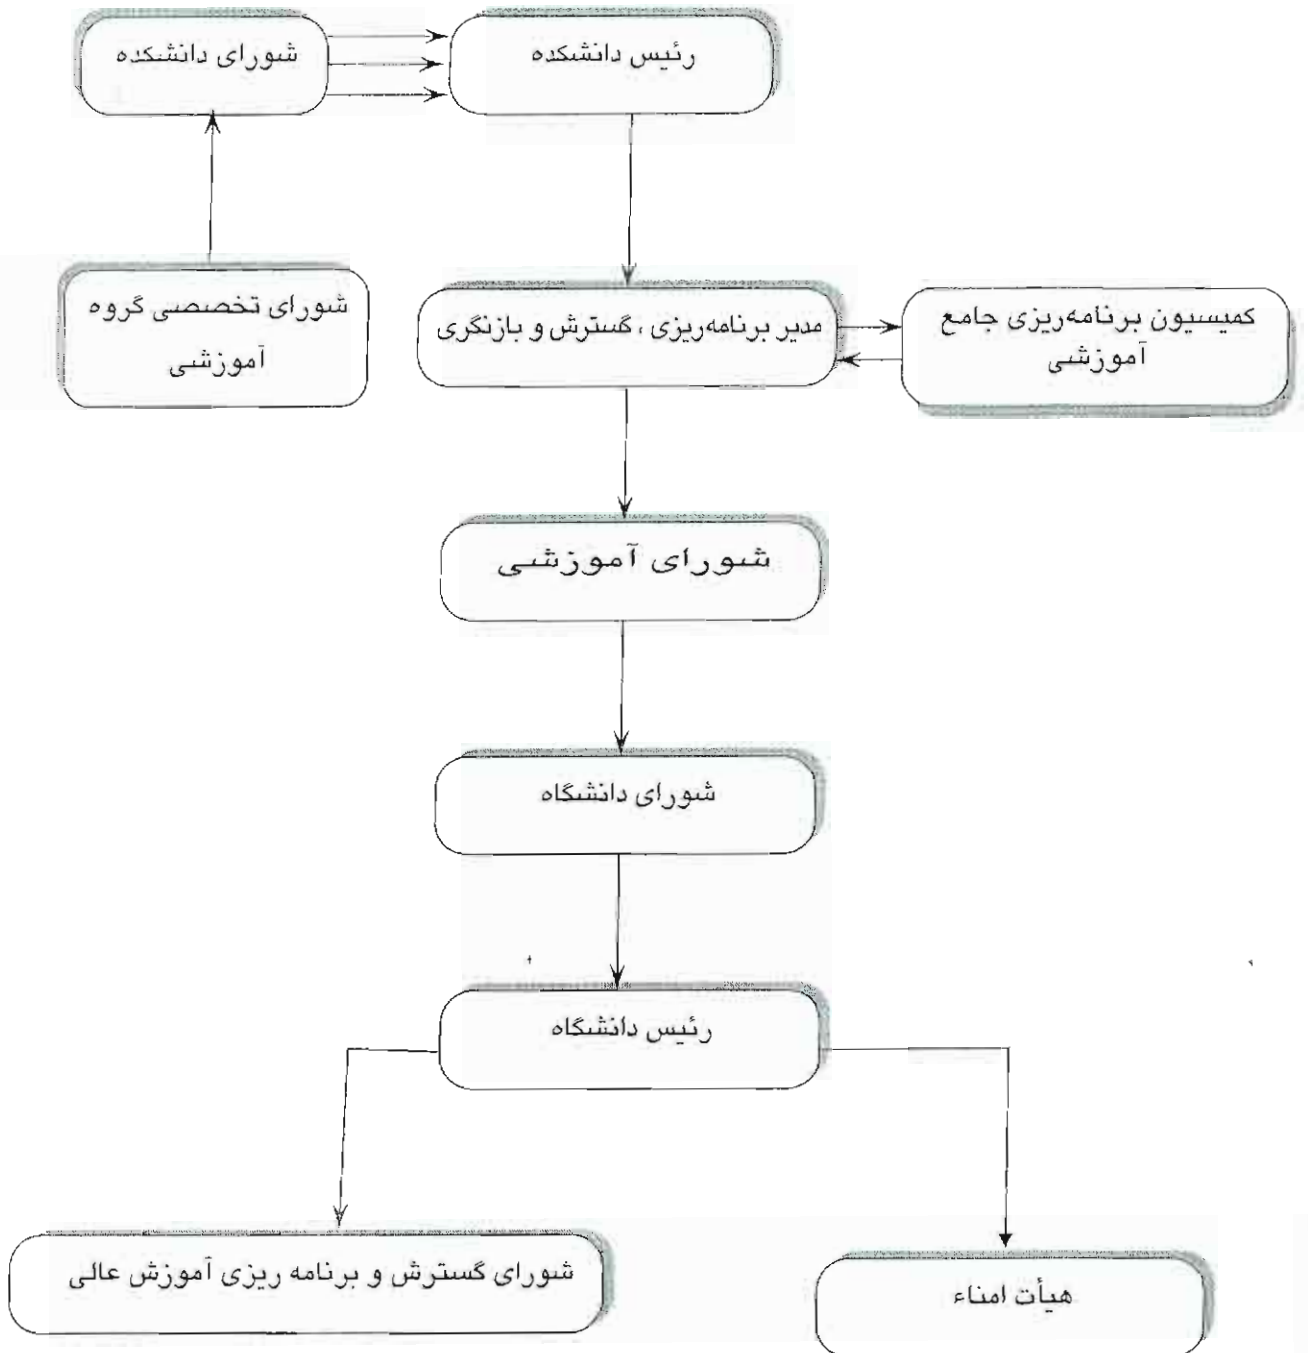 شورای دانشکده
رئیس دانشکده
شورای تخصصی گروه
آموزشی
مدیر برنامه‌ریزی ، گسترش و بازنگری
کمیسیون برنامه‌ریزی جامع
آموزشی
شورای آموزشی
شورای دانشگاه
رئیس دانشگاه
شورای گسترش و برنامه ریزی آموزش عالی
هیأت امناء